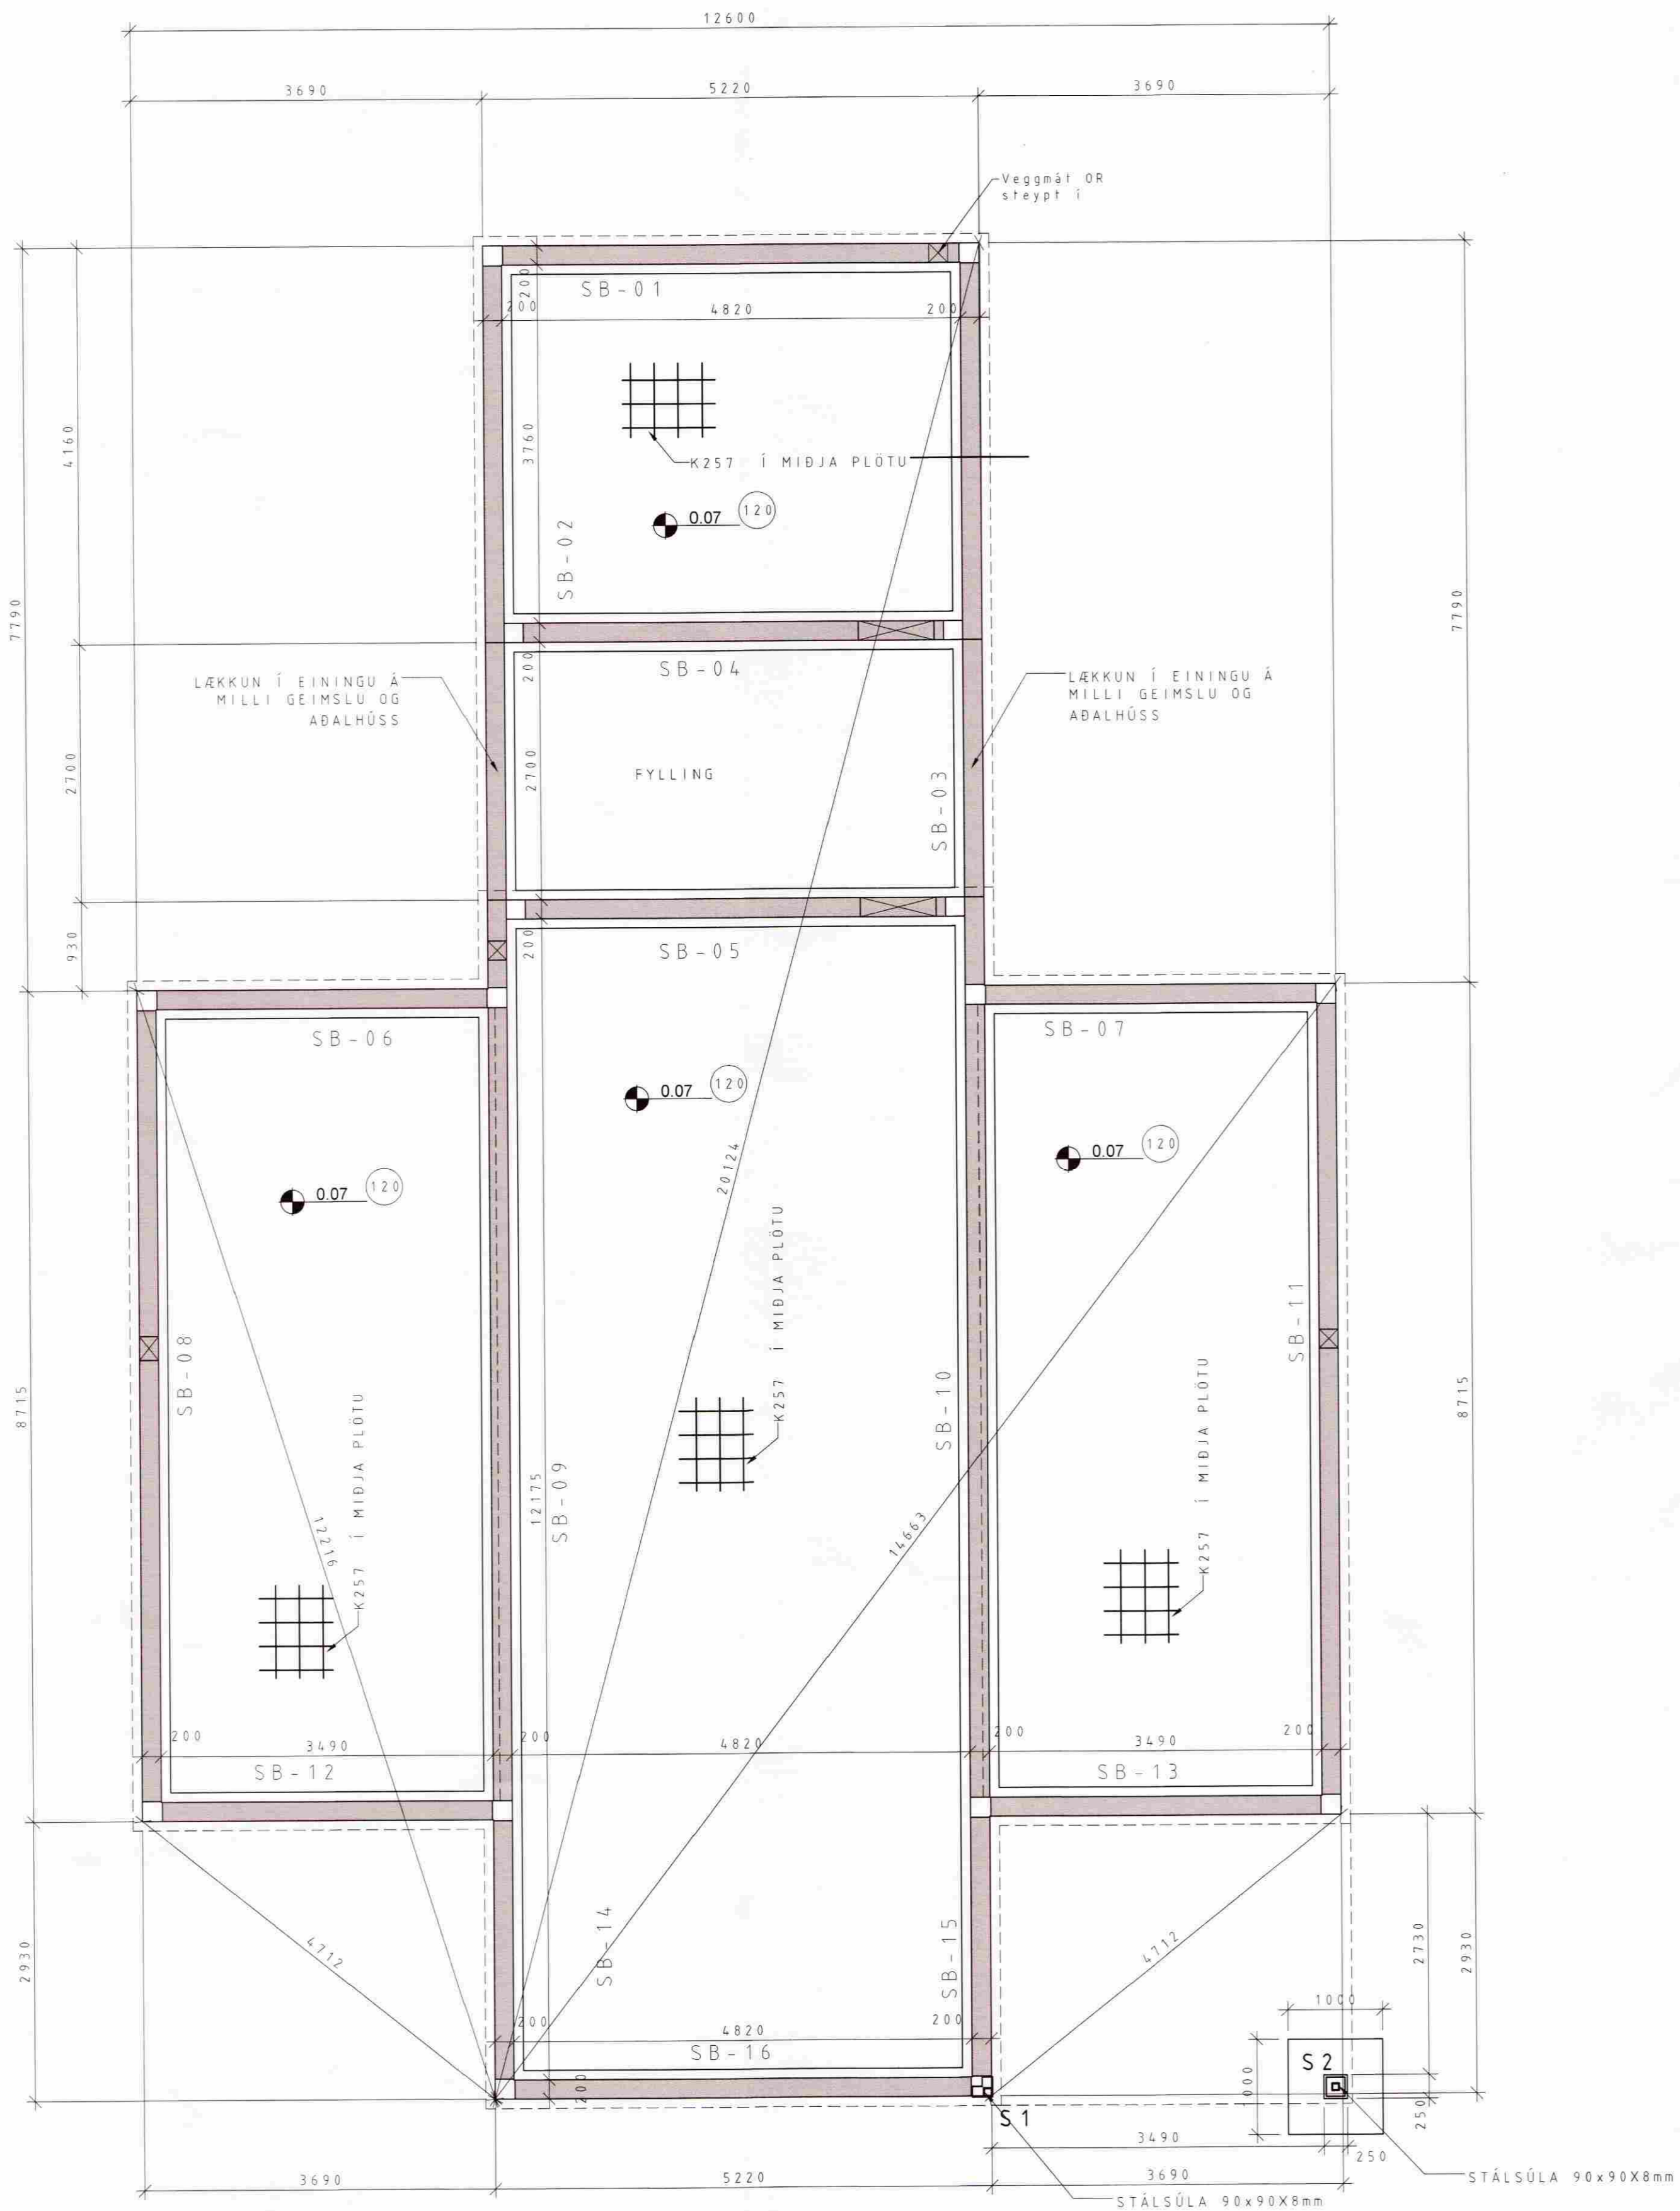 12600
3690
5220
3690
Veggmát OR
steypt í
200
SB-01
200
4820
200
4160
3760
K257 Í MIÐJA PLÖTU
0.07
120
SB-02
7790
7790
200
SB-04
LÆKKUN Í EININGU Á
MILLI GEIMSLU OG
AÐALHÚSS
LÆKKUN Í EININGU Á
MILLI GEIMSLU OG
AÐALHÚSS
2700
2700
FYLLING
SB-03
930
200
SB-05
SB-06
SB-07
0.07
120
0.07
120
0.07
120
20124
K257 Í MIÐJA PLÖTU
SB-11
SB-08
SB-10
K257 Í MIÐJA PLÖTU
K257 Í MIÐJA PLÖTU
8715
8715
12175
SB-09
12216
14663
200
3490
200
4820
200
3490
200
SB-12
SB-13
SB-14
SB-15
4712
4712
2930
2730
2930
200
4820
200
SB-16
200
1000
1000
S2
S1
250
3490
250
3690
5220
3690
STÁLSÚLA 90x90X8mm
STÁLSÚLA 90x90X8mm